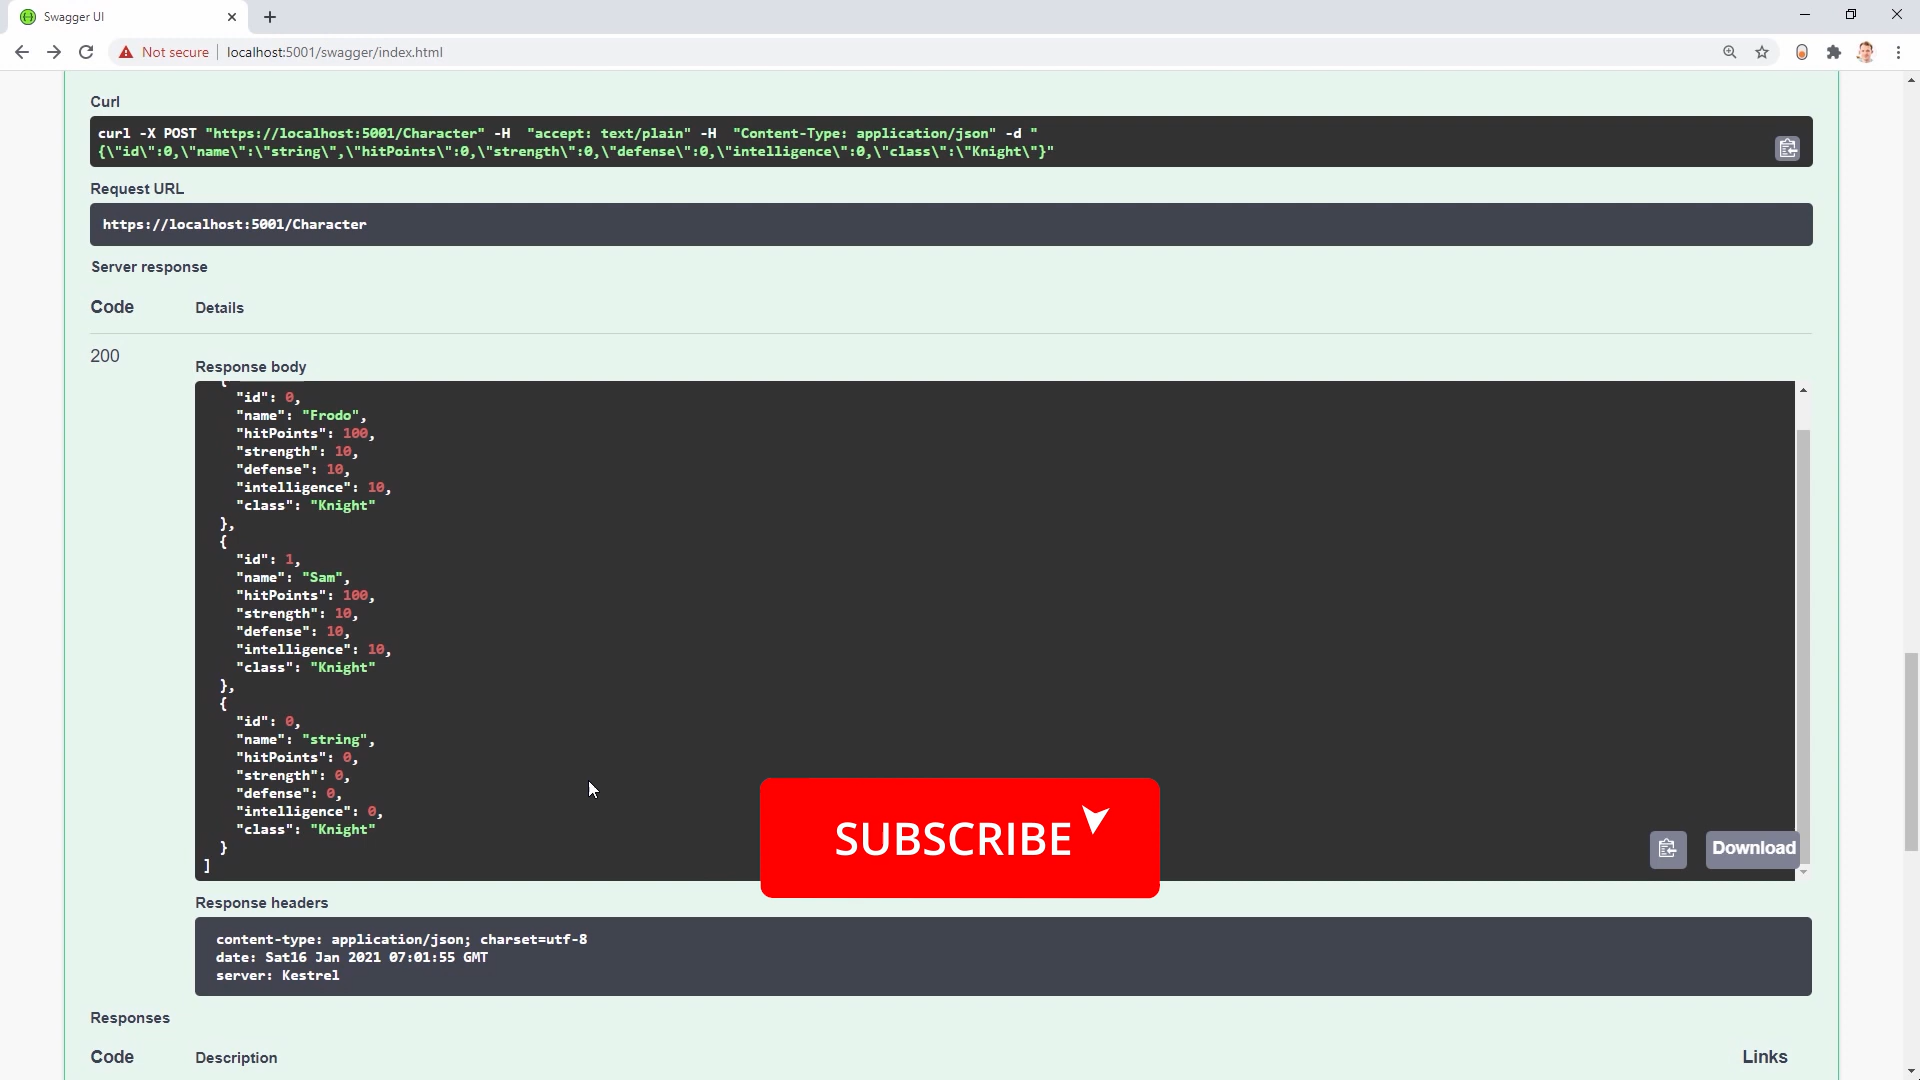 Swagger UI
Not secure
localhost:5001/swagger/index.html
Curl
curl -X POST "https://localhost:5001/Character" -H  "accept: text/plain" -H  "Content-Type: application/json" -d "
{\"id\":0,\"name\":\"string\",\"hitPoints\":0,\"strength\":0,\"defense\":0,\"intelligence\":0,\"class\":\"Knight\"}"
Request URL
https://localhost:5001/Character
Server response
Code Details
200
Response body
{
"id": 0,
"name": "Frodo",
"hitPoints": 100,
"strength": 10,
"defense": 10,
"intelligence": 10,
"class": "Knight"
},
{
"id": 1,
"name": "Sam",
"hitPoints": 100,
"strength": 10,
"defense": 10,
"intelligence": 10,
"class": "Knight"
},
{
"id": 0,
"name": "string",
"hitPoints": 0,
"strength": 0,
"defense": 0,
"intelligence": 0,
"class": "Knight"
}
]
SUBSCRIBE
Download
Response headers
content-type: application/json; charset=utf-8
date: Sat16 Jan 2021 07:01:55 GMT
server: Kestrel
Responses
Code Description Links